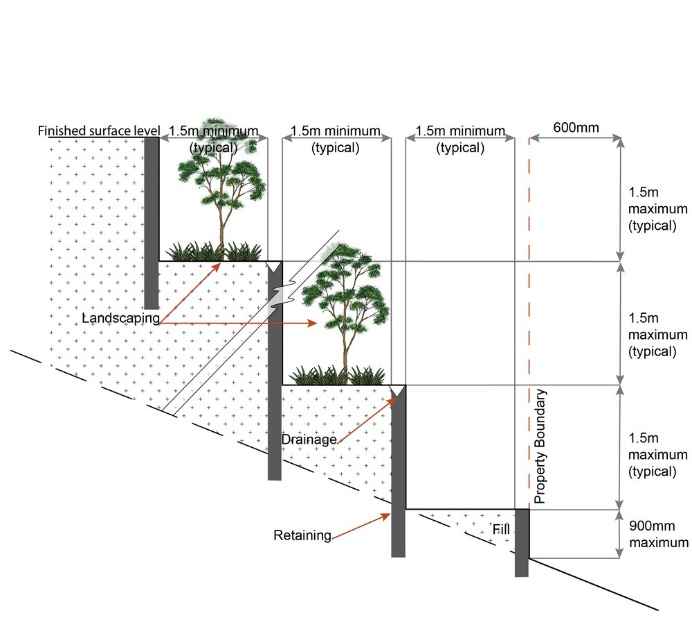 Finished surface level
1.5m minimum
(typical)
1.5m minimum
(typical)
1.5m minimum
(typical)
600mm
1.5m
maximum
(typical)
Landscaping
1.5m
maximum
(typical)
Drainage
Property Boundary
1.5m
maximum
(typical)
Retaining
Fill
900mm
maximum